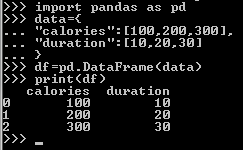 >>> import pandas as pd
>>> data={
... "calories":[100,200,300],
... "duration":[10,20,30]
... }
>>> df=pd.DataFrame(data)
>>> print(df)
   calories  duration
0       100        10
1       200        20
2       300        30
>>> _